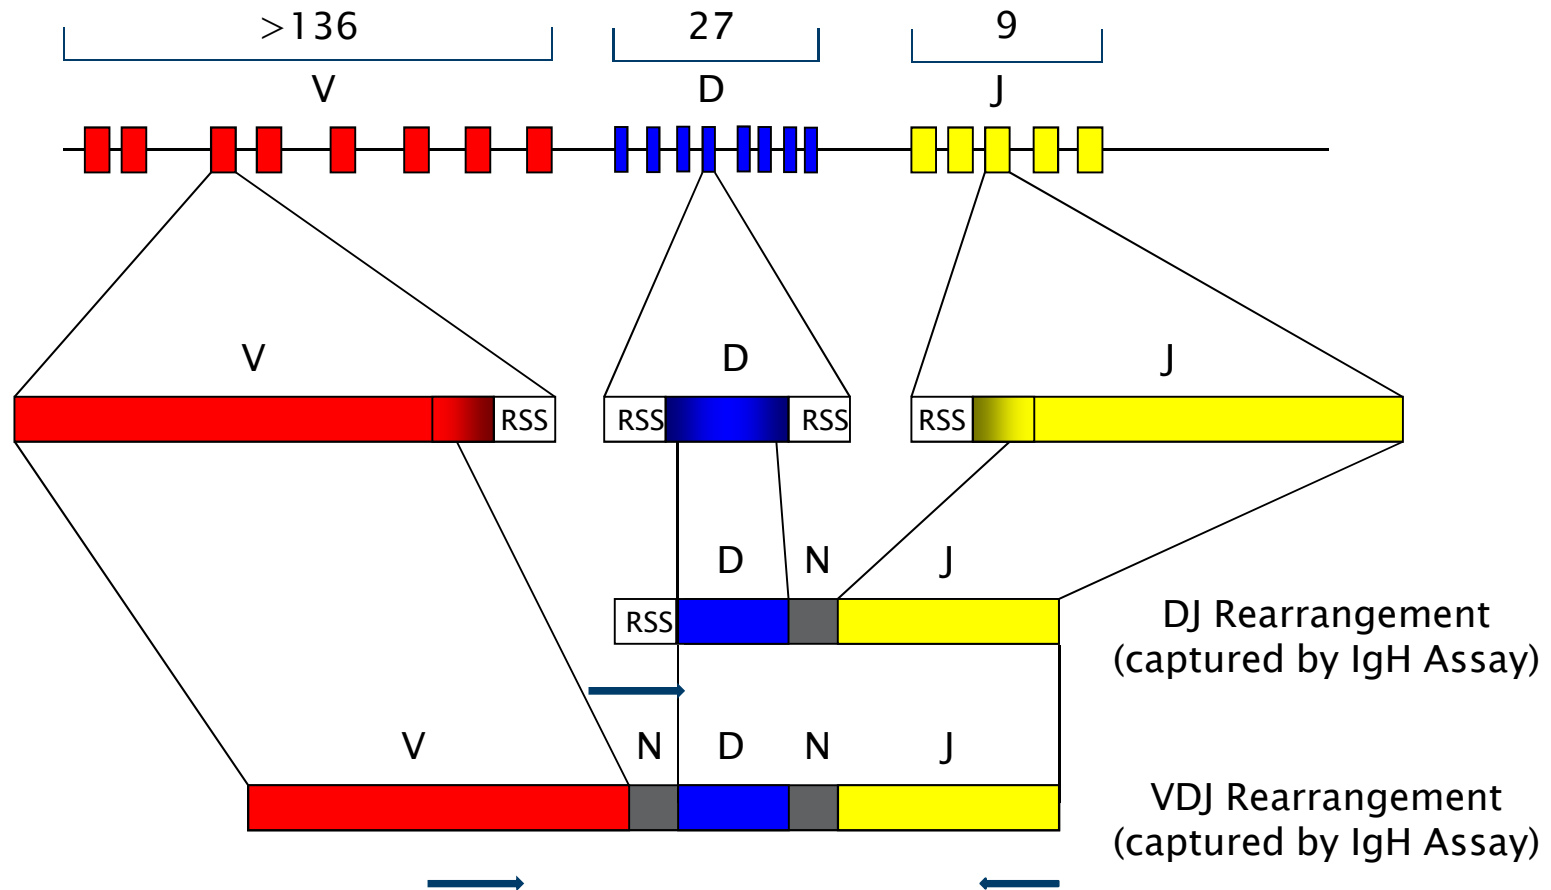 >136 27 9
V D J
V D J
RSS RSS RSS RSS
D N J
RSS
DJ Rearrangement
(captured by IgH Assay)
V N D N J
VDJ Rearrangement
(captured by IgH Assay)